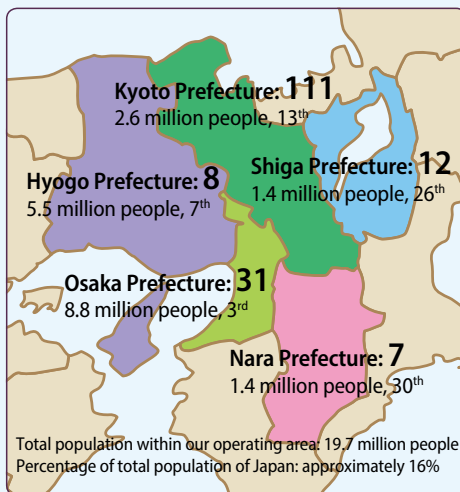 Kyoto Prefecture: 111
2.6 million people, 13th
Shiga Prefecture: 12
1.4 million people, 26th
Hyogo Prefecture: 8
5.5 million people, 7th
Osaka Prefecture: 31
8.8 million people, 3rd
Nara Prefecture: 7
1.4 million people, 30th
Total population within our operating area: 19.7 million people
Percentage of total population of Japan: approximately 16%